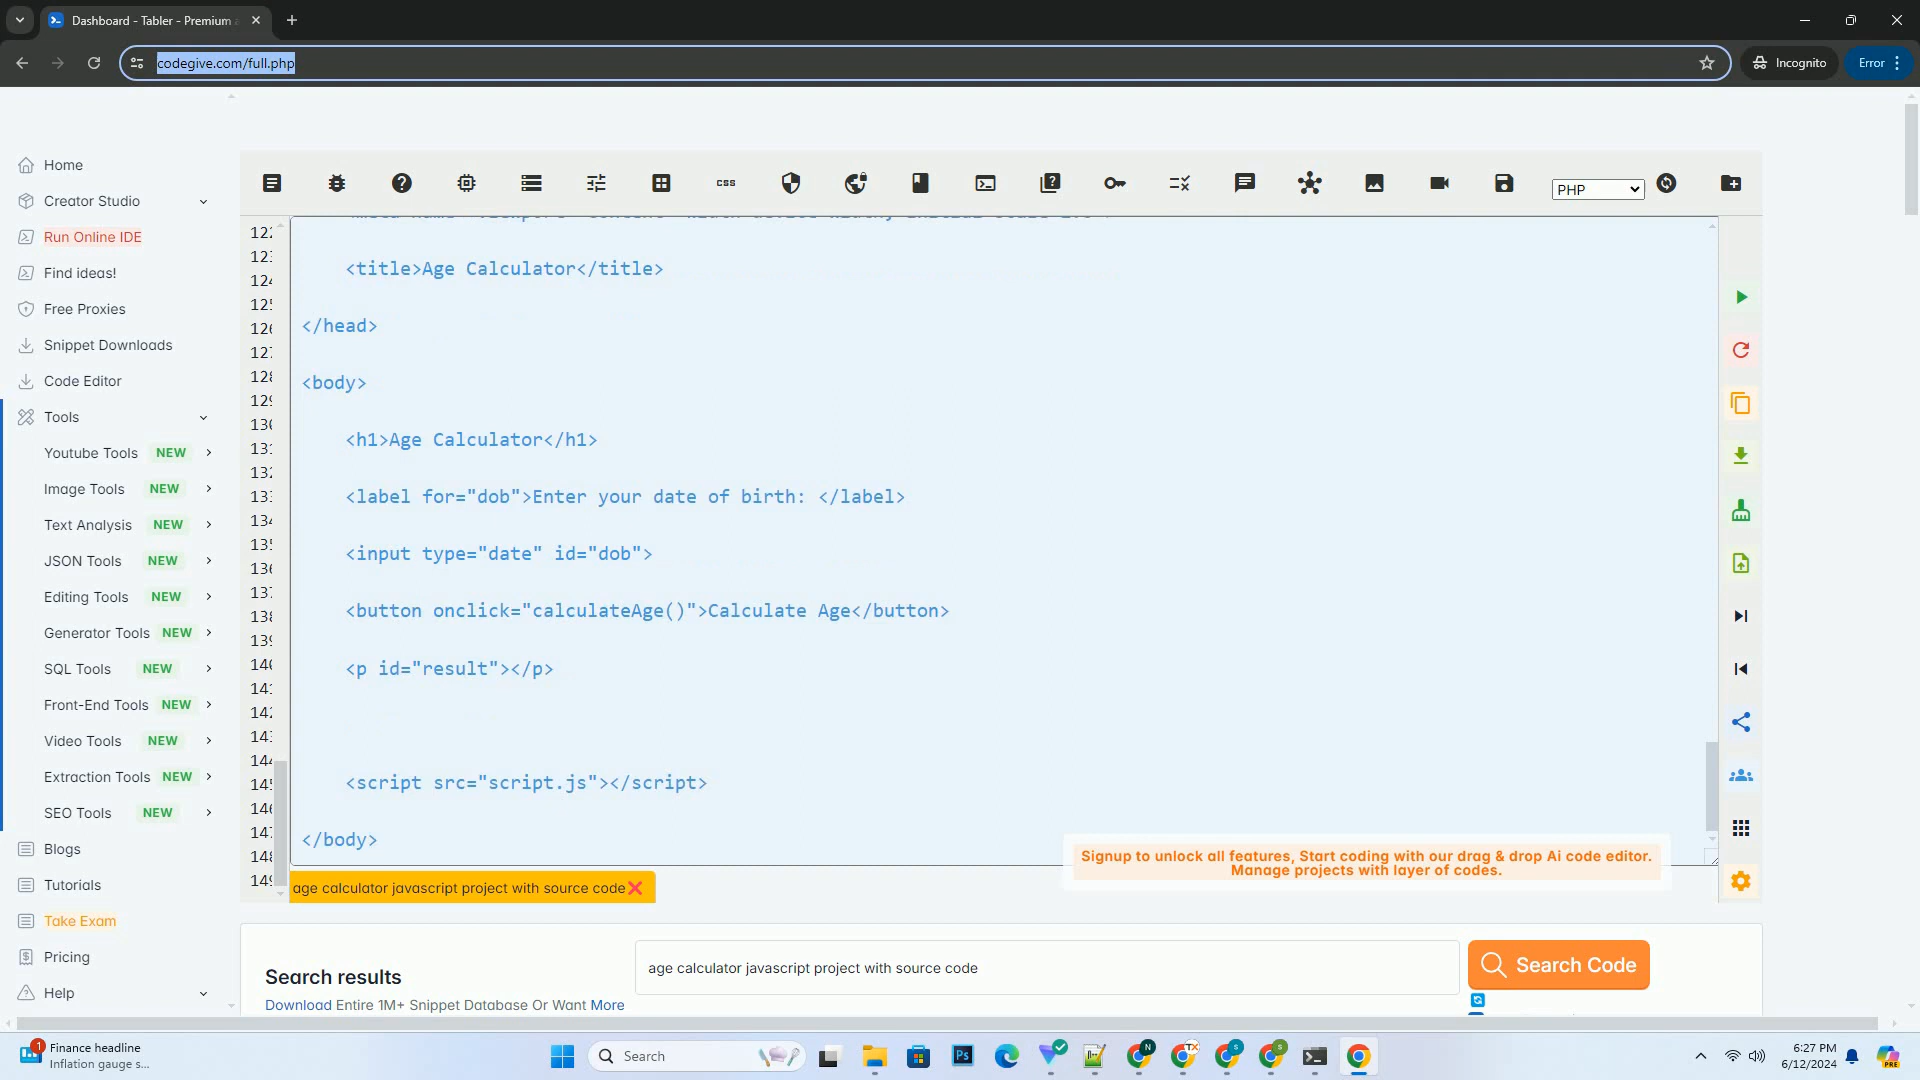 Dashboard - Tabler - Premium
codegive.com/full.php
Incognito
Error
Home
Creator Studio
Run Online IDE
Find ideas!
Free Proxies
Snippet Downloads
Code Editor
Tools
Youtube Tools NEW
Image Tools NEW
Text Analysis NEW
JSON Tools NEW
Editing Tools NEW
Generator Tools NEW
SQL Tools NEW
Front-End Tools NEW
Video Tools NEW
Extraction Tools NEW
SEO Tools NEW
Blogs
Tutorials
Take Exam
Pricing
Help
css
PHP
<title>Age Calculator</title>
</head>
<body>
<h1>Age Calculator</h1>
<label for="dob">Enter your date of birth: </label>
<input type="date" id="dob">
<button onclick="calculateAge()">Calculate Age</button>
<p id="result"></p>
<script src="script.js"></script>
</body>
Signup to unlock all features, Start coding with our drag & drop Ai code editor.
Manage projects with layer of codes.
age calculator javascript project with source code
Search results
age calculator javascript project with source code
Search Code
Download Entire 1M+ Snippet Database Or Want More
1
Finance headline
Inflation gauge s...
Search
Ps
N
TX
S
S
6:27 PM
6/12/2024
PRE